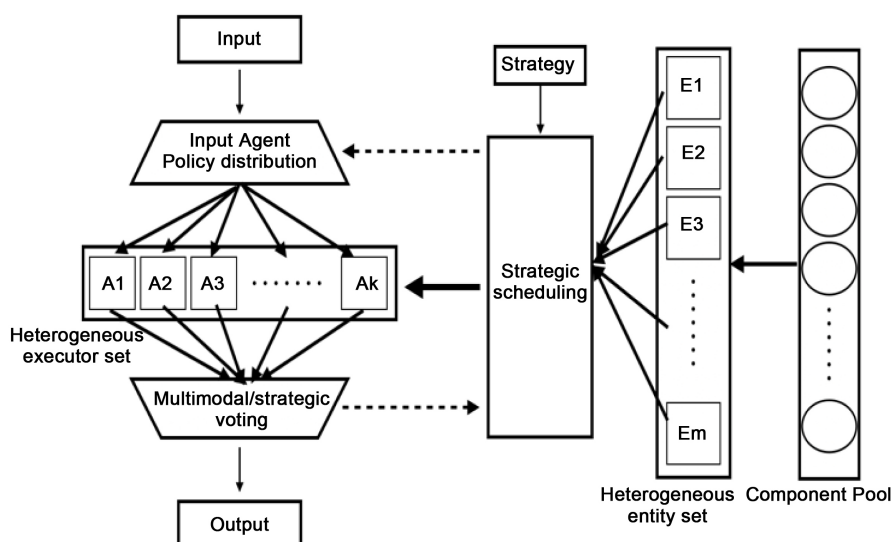 Input
Strategy
Input Agent
Policy distribution
E1
E2
E3
A1 A2 A3 ······· Ak
Strategic
scheduling
Heterogeneous
executor set
Multimodal/strategic
voting
Em
Output
Heterogeneous
entity set
Component Pool